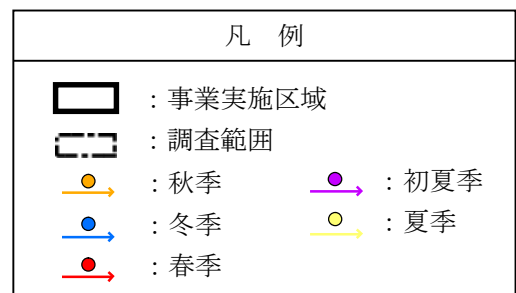 凡 例
：事業実施区域
：調査範囲
：秋季
：冬季
：春季
：初夏季
：夏季